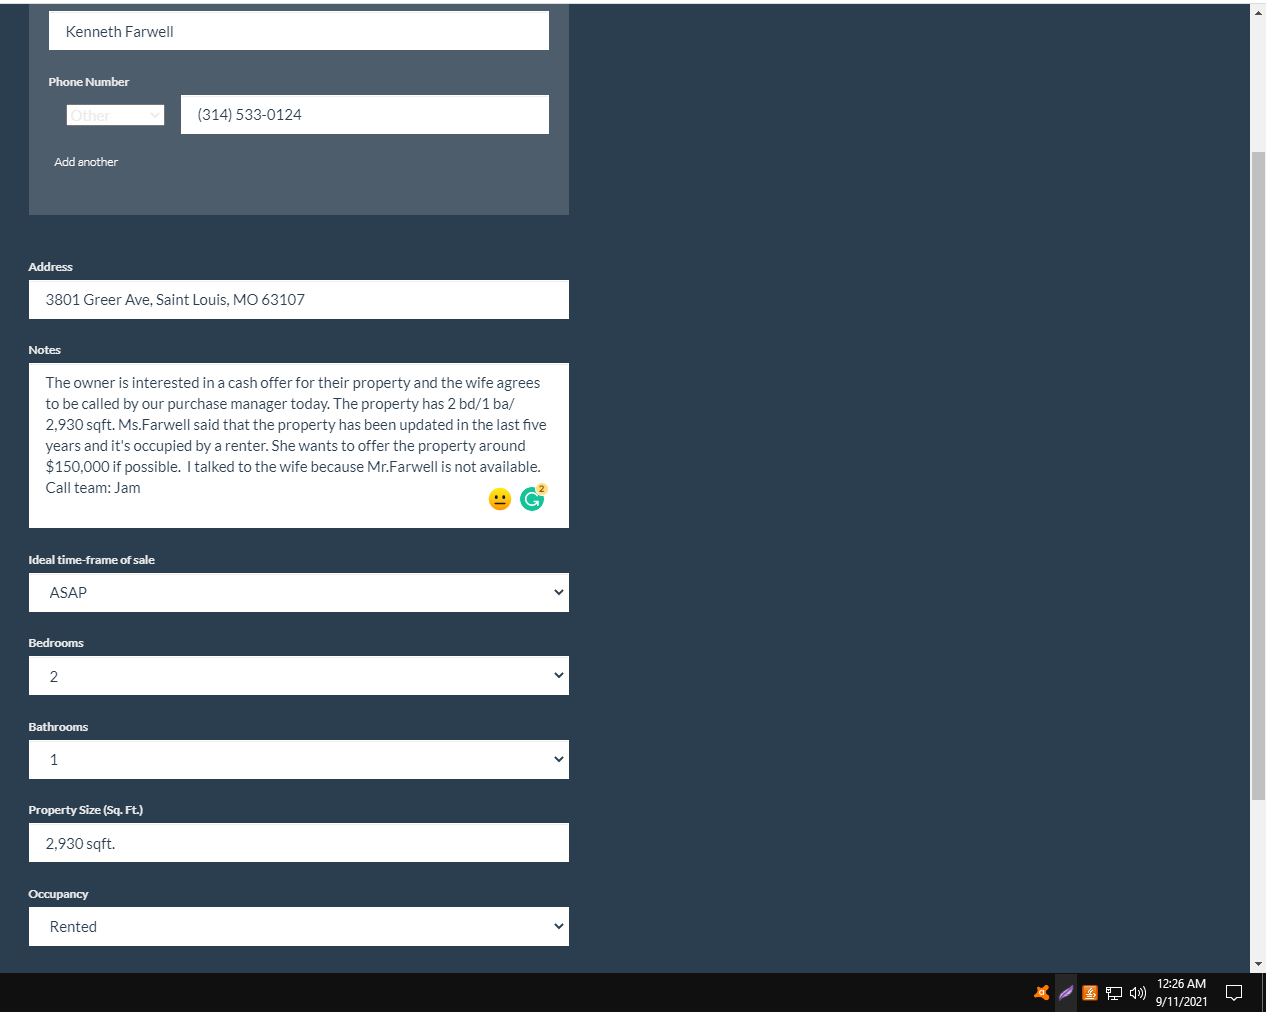 Kenneth Farwell
Phone Number
Other
(314) 533-0124
Add another
Address
3801 Greer Ave, Saint Louis, MO 63107
Notes
The owner is interested in a cash offer for their property and the wife agrees
to be called by our purchase manager today. The property has 2 bd/1 ba/
2,930 sqft. Ms.Farwell said that the property has been updated in the last five
years and it's occupied by a renter. She wants to offer the property around
$150,000 if possible.  I talked to the wife because Mr.Farwell is not available.
Call team: Jam
2
Ideal time-frame of sale
ASAP
Bedrooms
2
Bathrooms
1
Property Size (Sq. Ft.)
2,930 sqft.
Occupancy
Rented
12:26 AM
9/11/2021